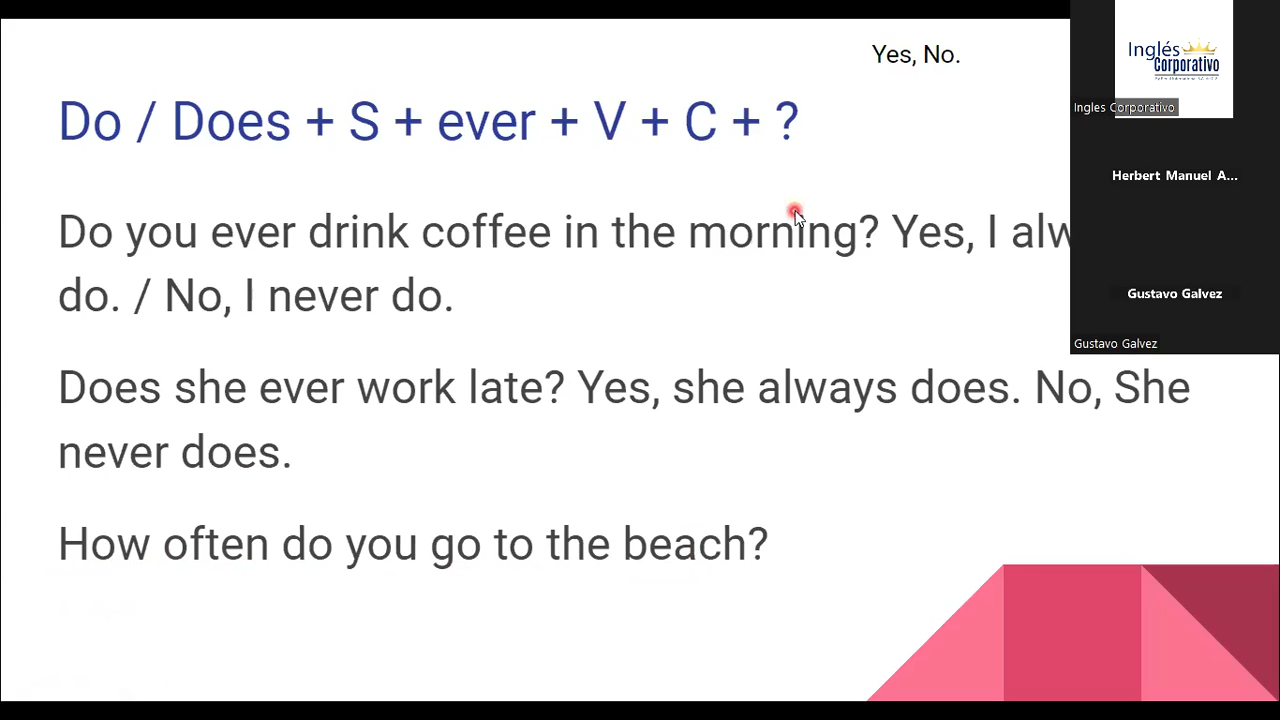 Yes, No.
Inglés
Corporativo
Ingles Corporativo
Do / Does + S + ever + V + C + ?
Herbert Manuel A...
Do you ever drink coffee in the morning? Yes, I alw
do. / No, I never do.
Gustavo Galvez
Gustavo Galvez
Does she ever work late? Yes, she always does. No, She
never does.
How often do you go to the beach?